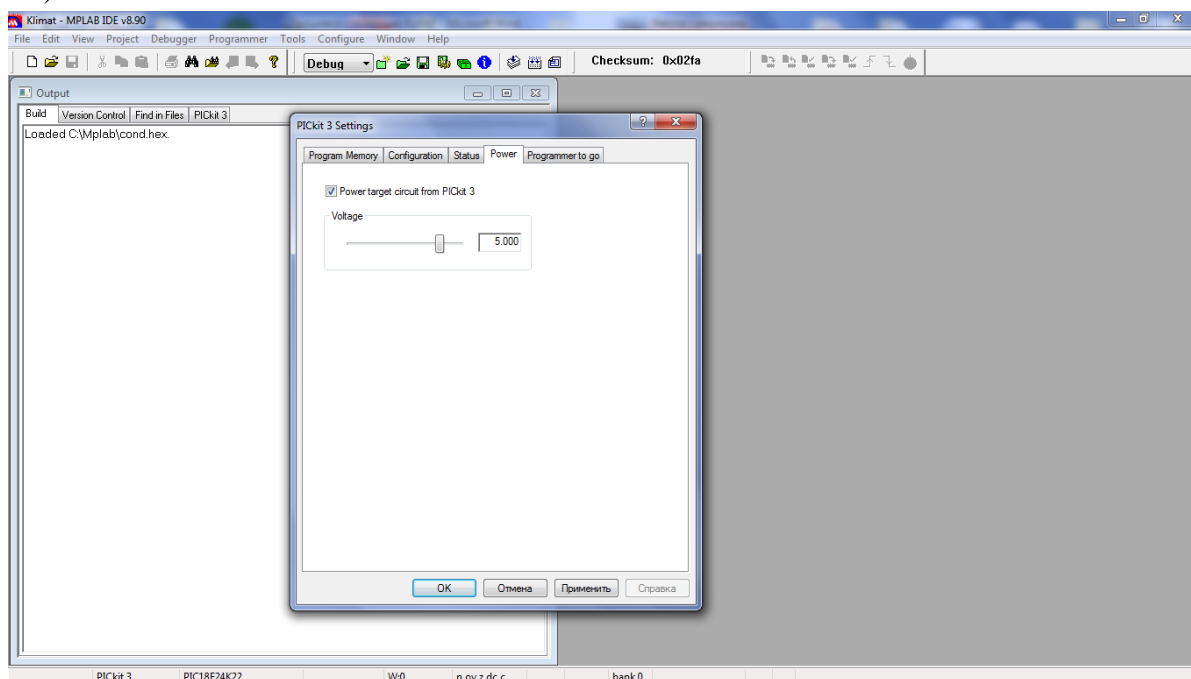 Klimat - MPLAB IDE v8.90
File Edit View Project Debugger Programmer Tools Configure Window Help
Debug Checksum: 0x02fa
Output
Build Version Control Find in Files PICkit 3
Loaded C:\Mplab\cond.hex.
PICkit 3 Settings
Program Memory Configuration Status Power Programmer to go
Power target circuit from PICkit 3
Voltage
5.000
OK Отмена Применить Справка
PICkit 3 PIC18F24K22 W:0 n ov z dc c bank 0